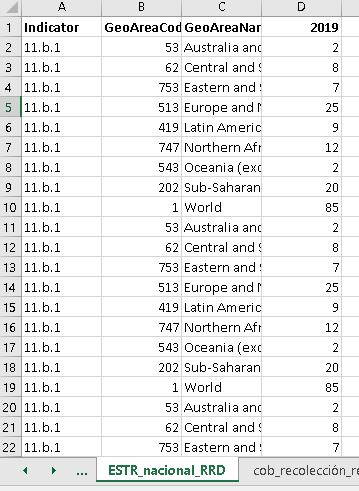 A B C D
1 Indicator GeoAreaCod GeoAreaNar 2019
2 11.b.1 53 Australia and 2
3 11.b.1 62 Central and S 8
4 11.b.1 753 Eastern and S 7
5 11.b.1 513 Europe and N 25
6 11.b.1 419 Latin Americ 9
7 11.b.1 747 Northern Afr 12
8 11.b.1 543 Oceania (exc 2
9 11.b.1 202 Sub-Saharan 20
10 11.b.1 1 World 85
11 11.b.1 53 Australia and 2
12 11.b.1 62 Central and S 8
13 11.b.1 753 Eastern and S 7
14 11.b.1 513 Europe and N 25
15 11.b.1 419 Latin Americ 9
16 11.b.1 747 Northern Afr 12
17 11.b.1 543 Oceania (exc 2
18 11.b.1 202 Sub-Saharan 20
19 11.b.1 1 World 85
20 11.b.1 53 Australia and 2
21 11.b.1 62 Central and S 8
22 11.b.1 753 Eastern and S 7
... ESTR_nacional_RRD cob_recolección_re